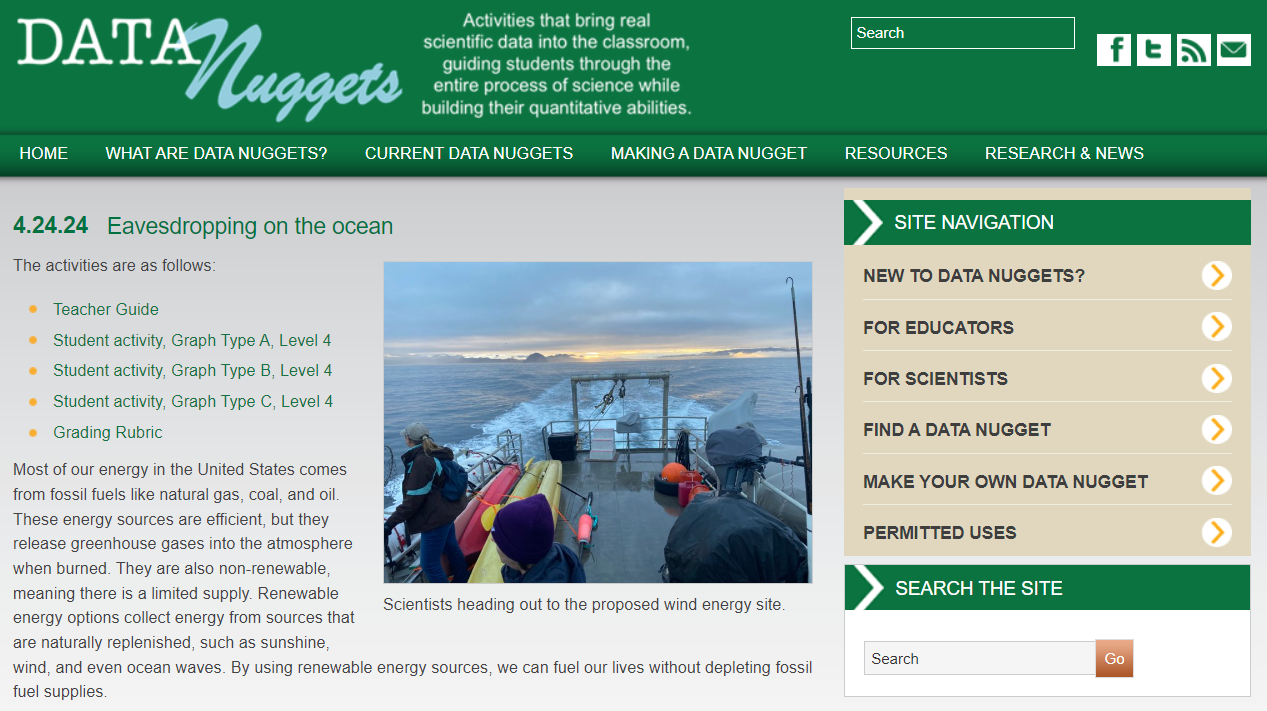 DATA Nuggets
Activities that bring real
scientific data into the classroom,
guiding students through the
entire process of science while
building their quantitative abilities.
Search
HOME
WHAT ARE DATA NUGGETS?
CURRENT DATA NUGGETS
MAKING A DATA NUGGET
RESOURCES
RESEARCH & NEWS
4.24.24 Eavesdropping on the ocean
The activities are as follows:
Teacher Guide
Student activity, Graph Type A, Level 4
Student activity, Graph Type B, Level 4
Student activity, Graph Type C, Level 4
Grading Rubric
Most of our energy in the United States comes
from fossil fuels like natural gas, coal, and oil.
These energy sources are efficient, but they
release greenhouse gases into the atmosphere
when burned. They are also non-renewable,
meaning there is a limited supply. Renewable
energy options collect energy from sources that
are naturally replenished, such as sunshine,
wind, and even ocean waves. By using renewable energy sources, we can fuel our lives without depleting fossil
fuel supplies.
Scientists heading out to the proposed wind energy site.
SITE NAVIGATION
NEW TO DATA NUGGETS?
FOR EDUCATORS
FOR SCIENTISTS
FIND A DATA NUGGET
MAKE YOUR OWN DATA NUGGET
PERMITTED USES
SEARCH THE SITE
Search
Go